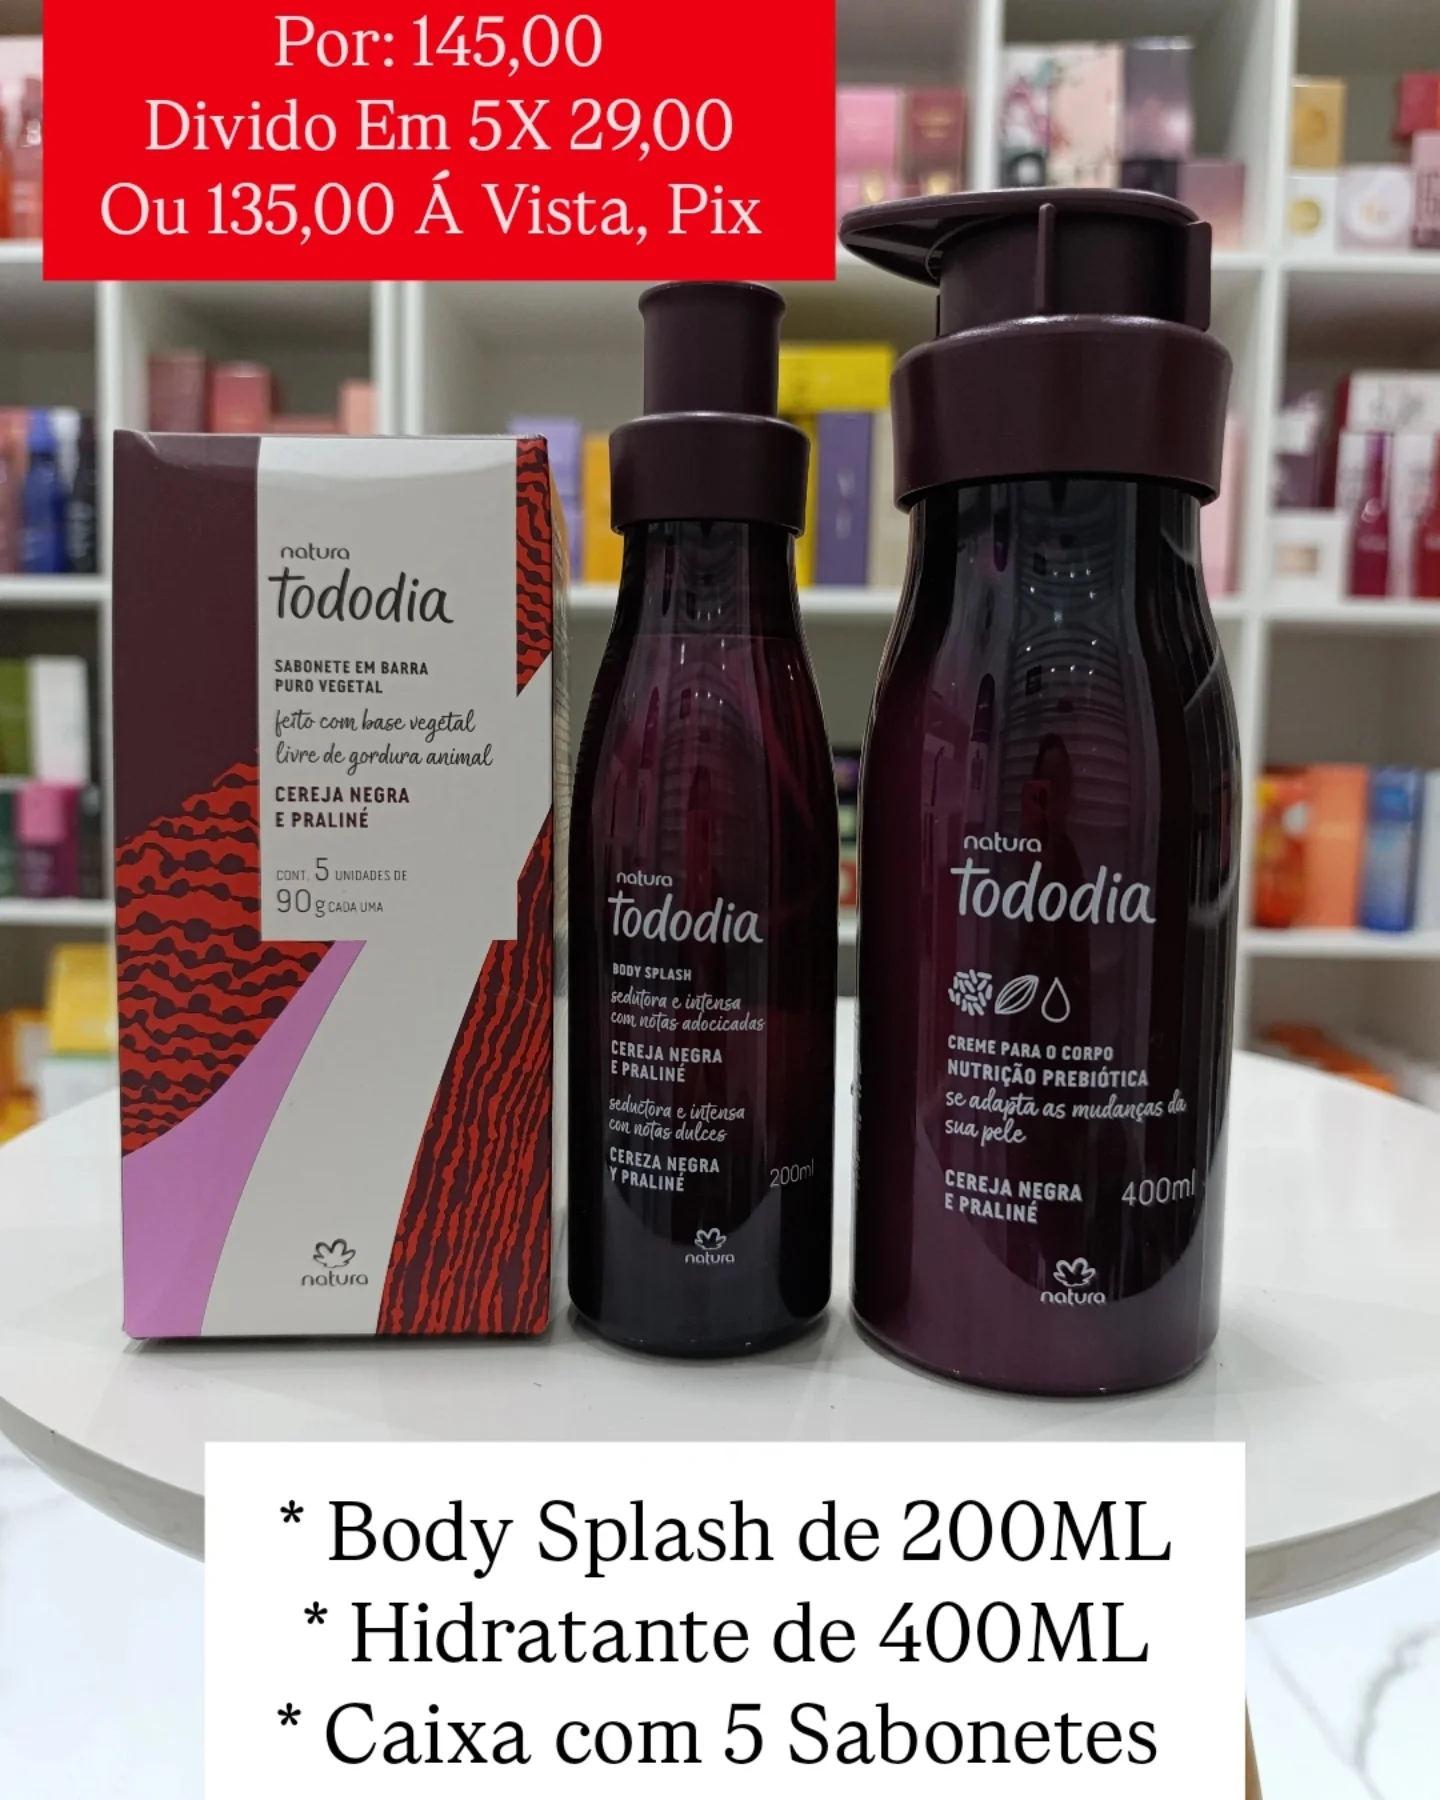 Por: 145,00
Divido Em 5X 29,00
Ou 135,00 Á Vista, Pix
natura
tododia
SABONETE EM BARRA
PURO VEGETAL
feito com base vegetal
livre de gordura animal
CEREJA NEGRA
E PRALINÉ
CONT. 5 UNIDADES DE
90g CADA UMA
natura
natura
tododia
BODY SPLASH
sedutora e intensa
com notas adocicadas
CEREJA NEGRA
E PRALINÉ
seductora e intensa
con notas dulces
CEREZA NEGRA
Y PRALINÉ
200ml
natura
natura
tododia
CREME PARA O CORPO
NUTRIÇÃO PREBIÓTICA
se adapta as mudanças da
sua pele
CEREJA NEGRA
E PRALINÉ
400ml
natura
* Body Splash de 200ML
* Hidratante de 400ML
* Caixa com 5 Sabonetes